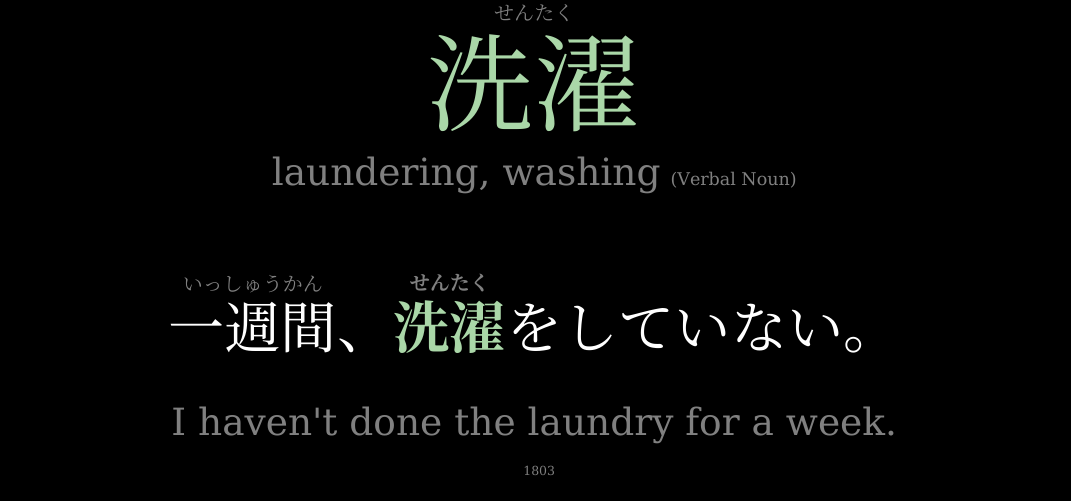 せんたく
洗濯
laundering, washing (Verbal Noun)
いっしゅうかん せんたく
一週間、洗濯をしていない。
I haven't done the laundry for a week.
1803